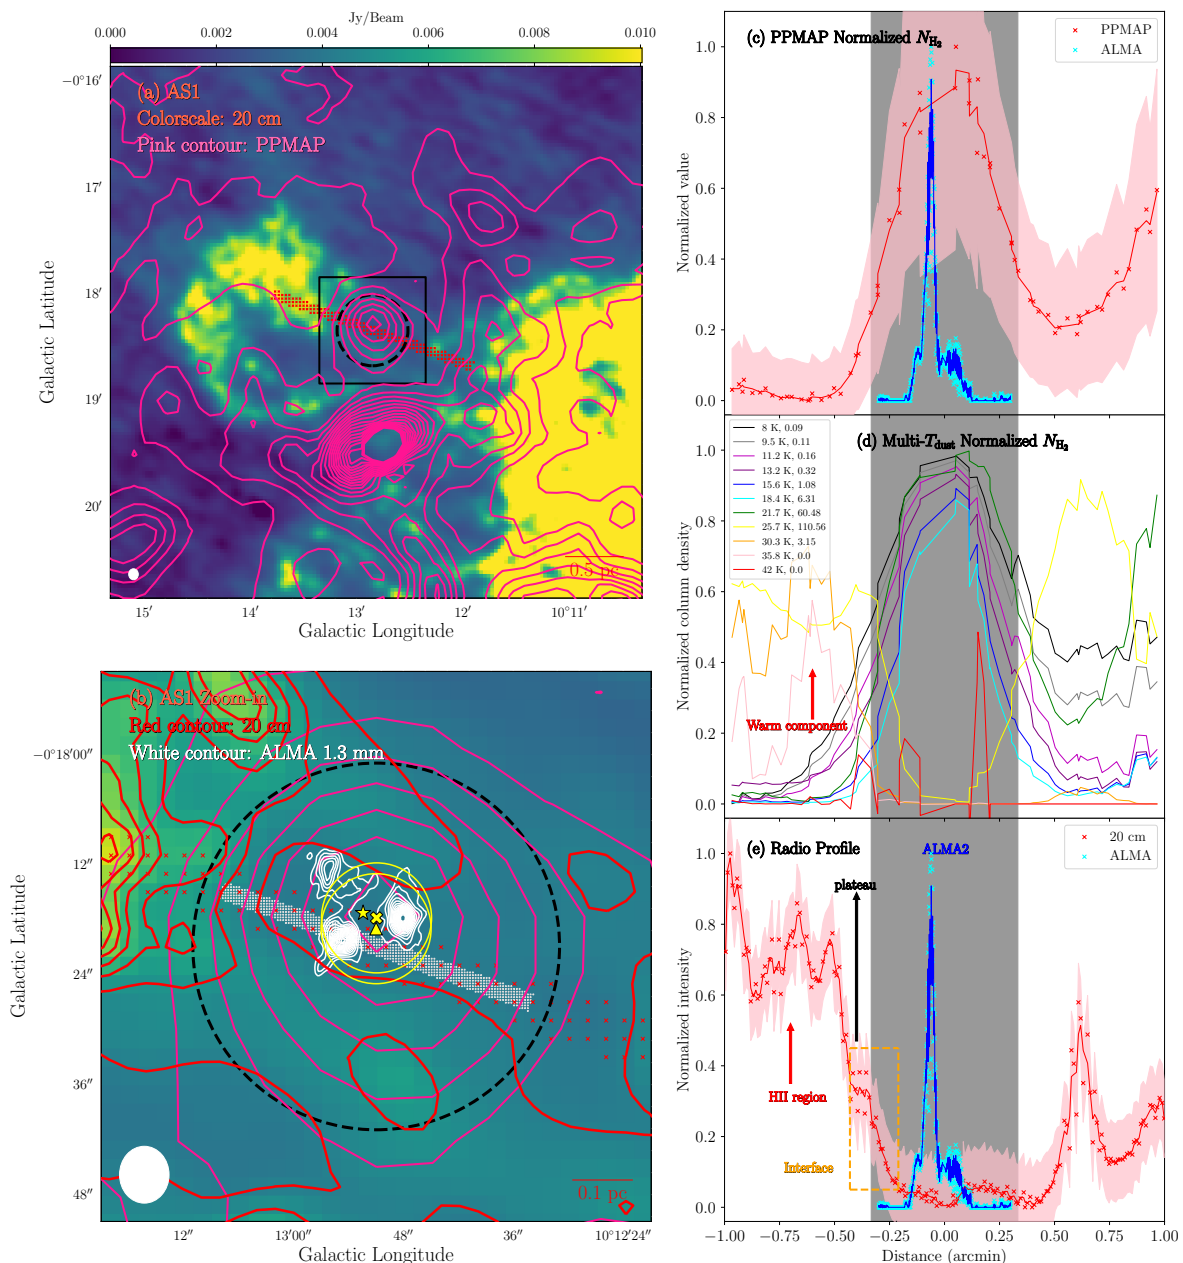 Jy/Beam
0.000 0.002 0.004 0.006 0.008 0.010
(a) AS1
Colorscale: 20 cm
Pink contour: PPMAP
−0°16′
17′
18′
19′
20′
Galactic Latitude
0.5 pc
15′ 14′ 13′ 12′ 10°11′
Galactic Longitude
(b) AS1 Zoom-in
Red contour: 20 cm
White contour: ALMA 1.3 mm
−0°18′00″
12″
24″
36″
48″
Galactic Latitude
0.1 pc
12″ 13′00″ 48″ 36″ 10°12′24″
Galactic Longitude
(c) PPMAP Normalized N_H₂
PPMAP
ALMA
1.0
0.8
0.6
0.4
0.2
0.0
Normalized value
(d) Multi-T_dust Normalized N_H₂
8 K, 0.09
9.5 K, 0.11
11.2 K, 0.16
13.2 K, 0.32
15.6 K, 1.08
18.4 K, 6.31
21.7 K, 60.48
25.7 K, 110.56
30.3 K, 3.15
35.8 K, 0.0
42 K, 0.0
Warm component
1.0
0.8
0.6
0.4
0.2
0.0
Normalized column density
(e) Radio Profile
ALMA2
20 cm
ALMA
plateau
HII region
Interface
1.0
0.8
0.6
0.4
0.2
0.0
Normalized intensity
−1.00 −0.75 −0.50 −0.25 0.00 0.25 0.50 0.75 1.00
Distance (arcmin)